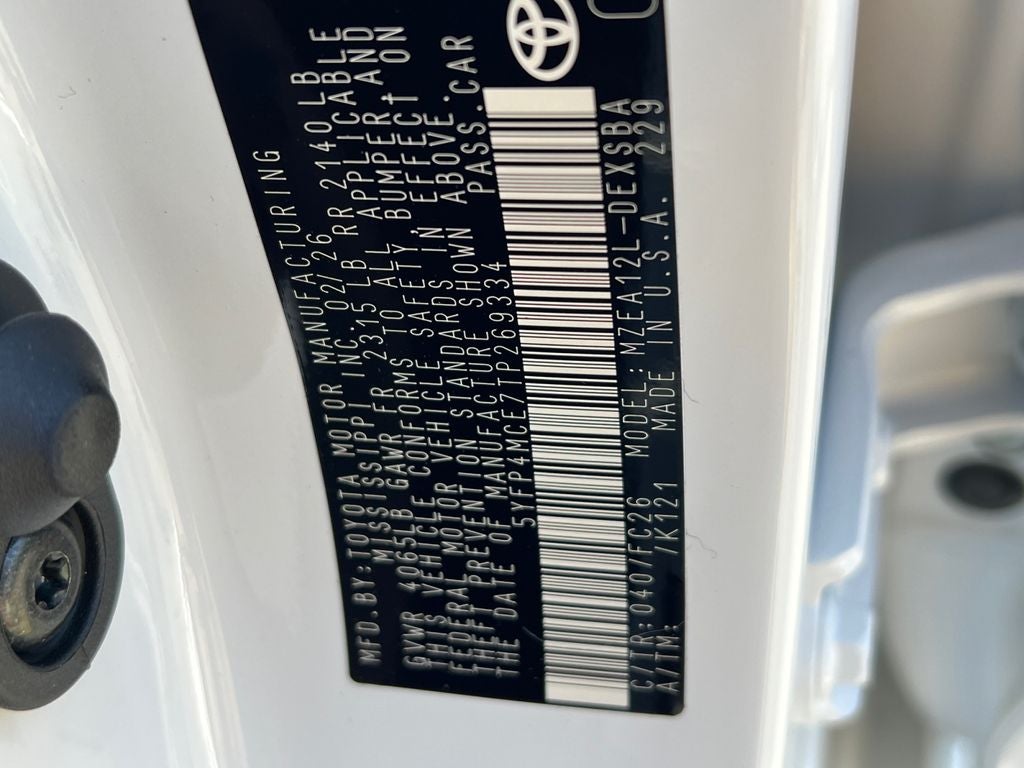 MFD.BY:TOYOTA MOTOR MANUFACTURING
MISSISSIPPI INC.02/26
GVWR 4065LB GAWR FR 2315 LB RR 2140LB
THIS VEHICLE CONFORMS TO ALL APPLICABLE
FEDERAL MOTOR VEHICLE SAFETY,BUMPER,AND
THEFT PREVENTION STANDARDS IN EFFECT ON
THE DATE OF MANUFACTURE SHOWN ABOVE.
5YFP4MCE7TP269334 PASS.CAR
C/TR:040/FC26 MODEL:MZEA12L-DEXSBA
A/TM: /K121 MADE IN U.S.A. 229